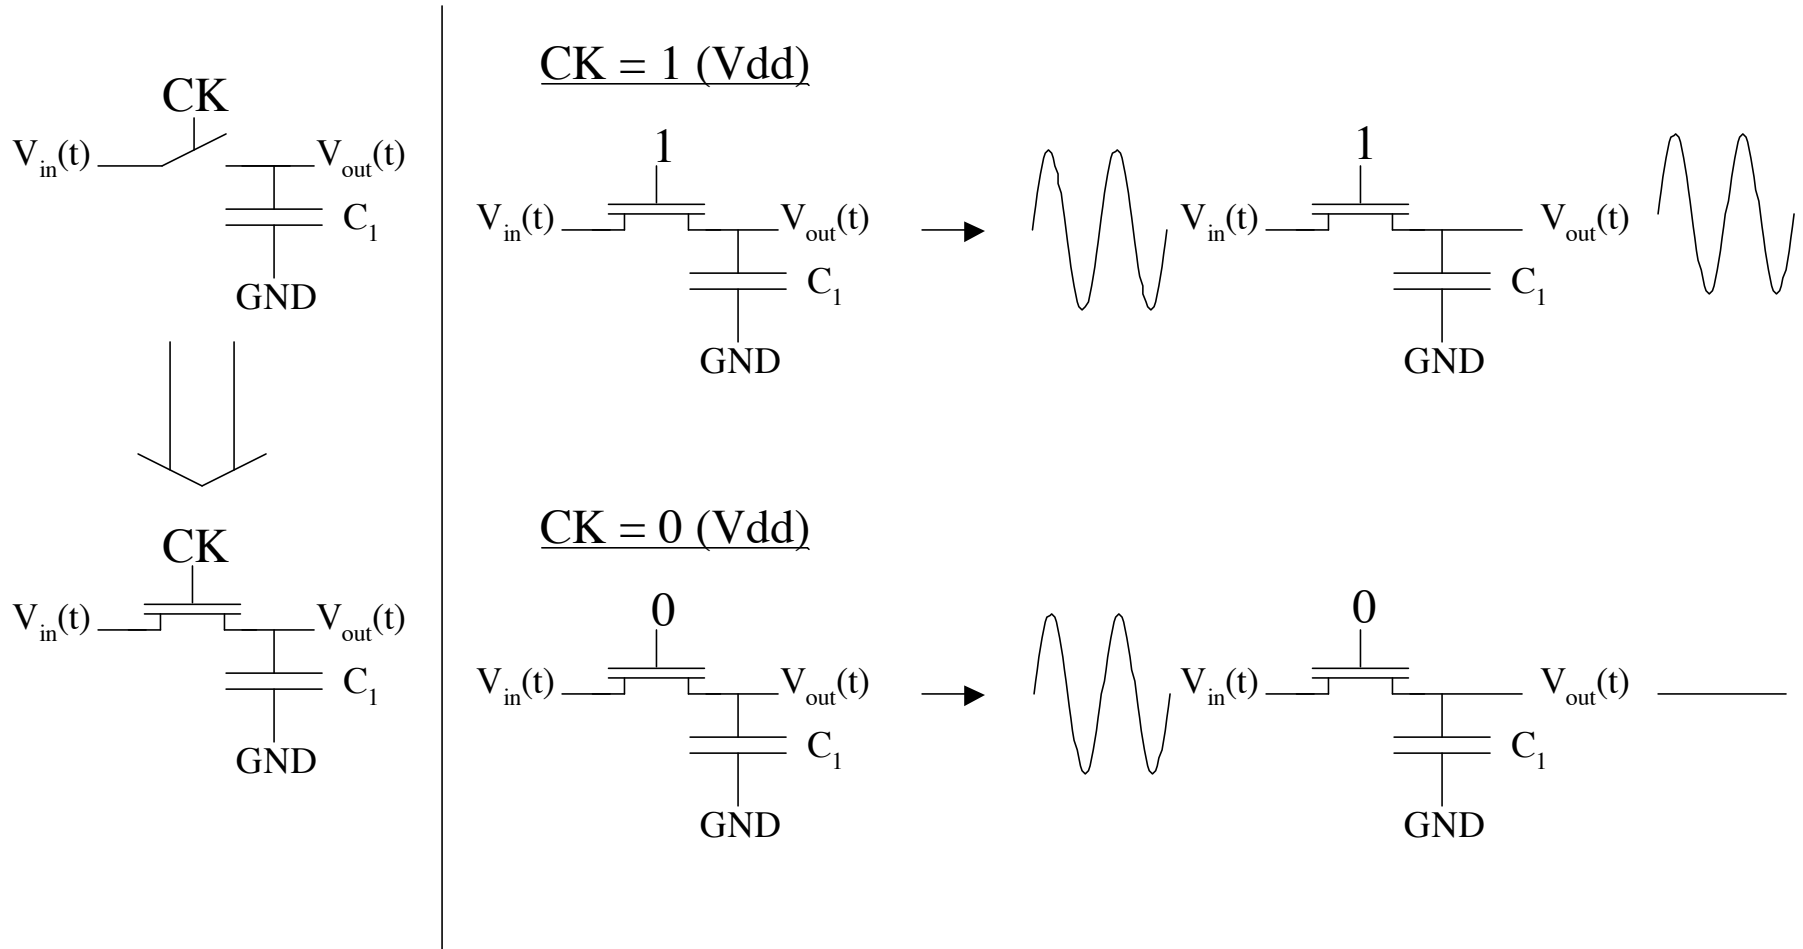 CK
V_in(t) V_out(t)
C_1
GND
CK
V_in(t) V_out(t)
C_1
GND
CK = 1 (Vdd)
1 1
V_in(t) V_out(t) V_in(t) V_out(t)
C_1 C_1
GND GND
CK = 0 (Vdd)
0 0
V_in(t) V_out(t) V_in(t) V_out(t)
C_1 C_1
GND GND